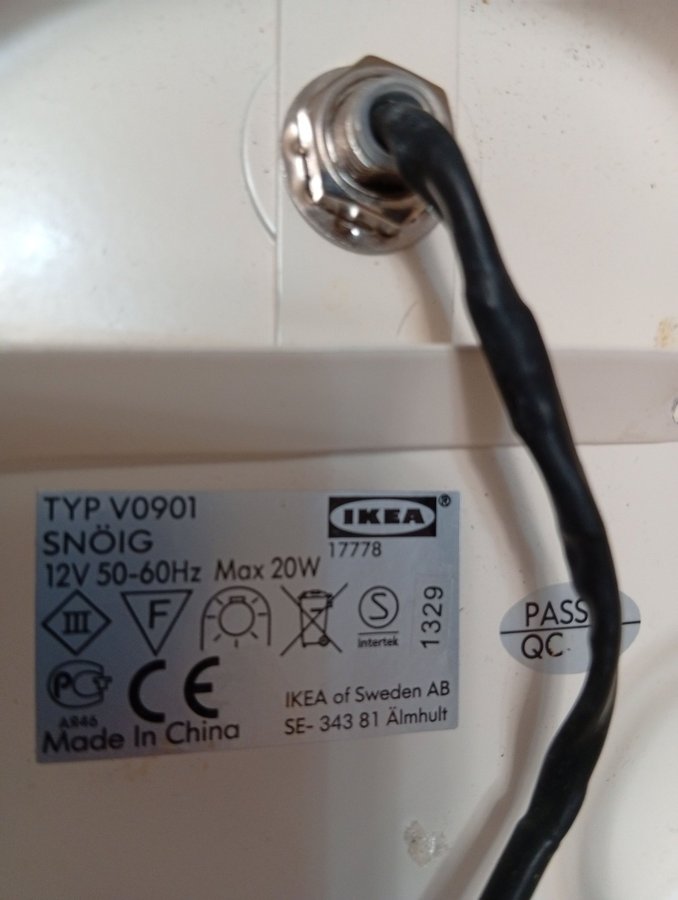 TYP V0901
SNÖIG
12V 50-60Hz Max 20W
IKEA®
17778
III
F
S
Intertek
1329
PCT
AR46
CE
IKEA of Sweden AB
SE- 343 81 Älmhult
Made In China
PASS
QC